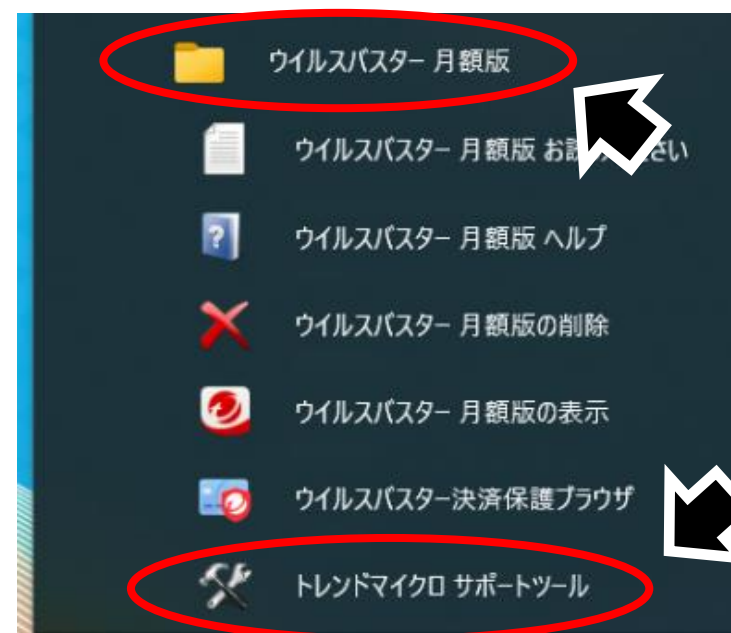 ウイルスバスター 月額版
ウイルスバスター 月額版 お読 さい
ウイルスバスター 月額版 ヘルプ
ウイルスバスター 月額版の削除
ウイルスバスター 月額版の表示
ウイルスバスター決済保護ブラウザ
トレンドマイクロ サポートツール